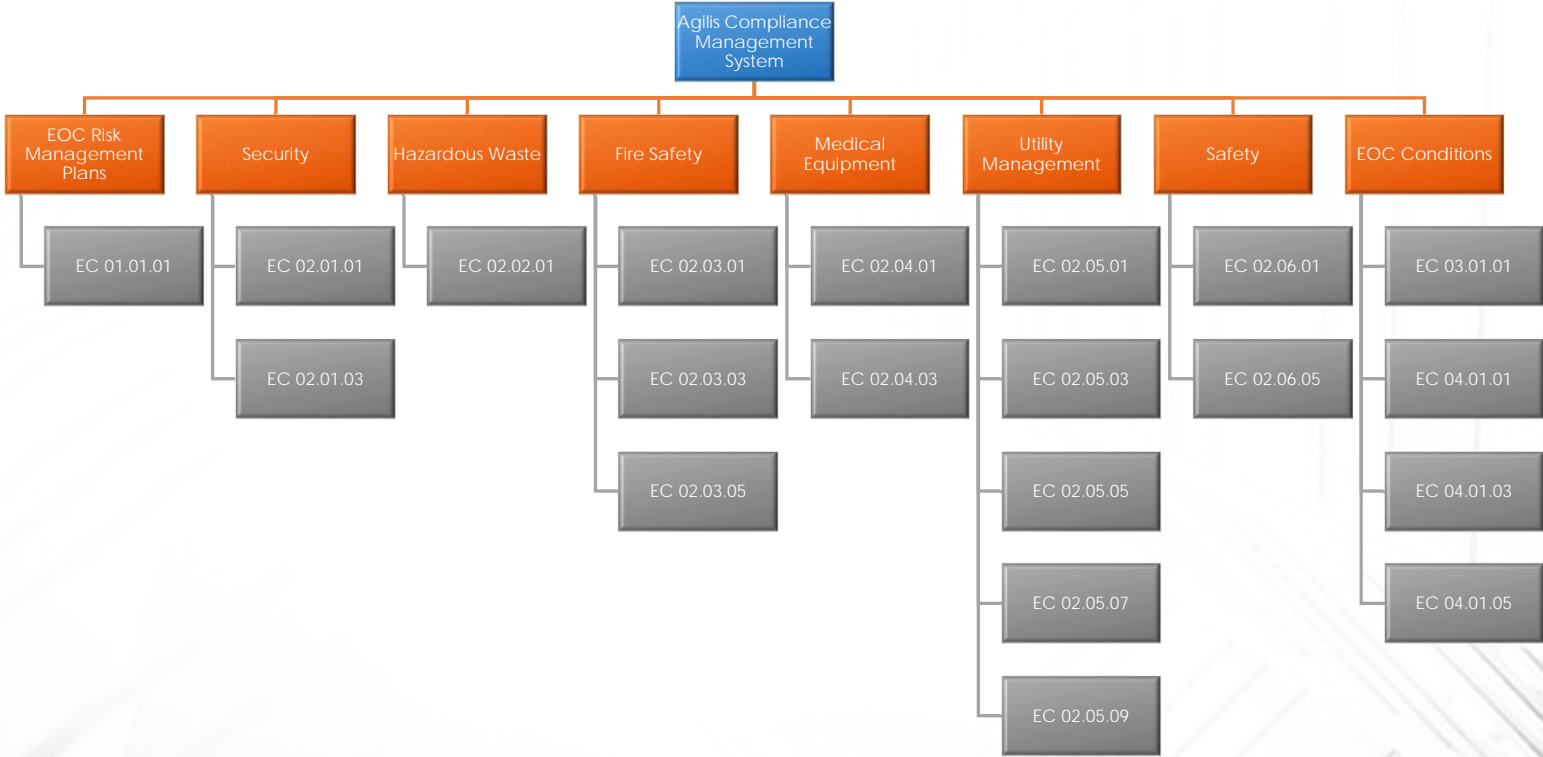 Agilis Compliance
Management
System
EOC Risk
Management
Plans
Security
Hazardous Waste
Fire Safety
Medical
Equipment
Utility
Management
Safety
EOC Conditions
EC 01.01.01
EC 02.01.01
EC 02.01.03
EC 02.02.01
EC 02.03.01
EC 02.03.03
EC 02.03.05
EC 02.04.01
EC 02.04.03
EC 02.05.01
EC 02.05.03
EC 02.05.05
EC 02.05.07
EC 02.05.09
EC 02.06.01
EC 02.06.05
EC 03.01.01
EC 04.01.01
EC 04.01.03
EC 04.01.05